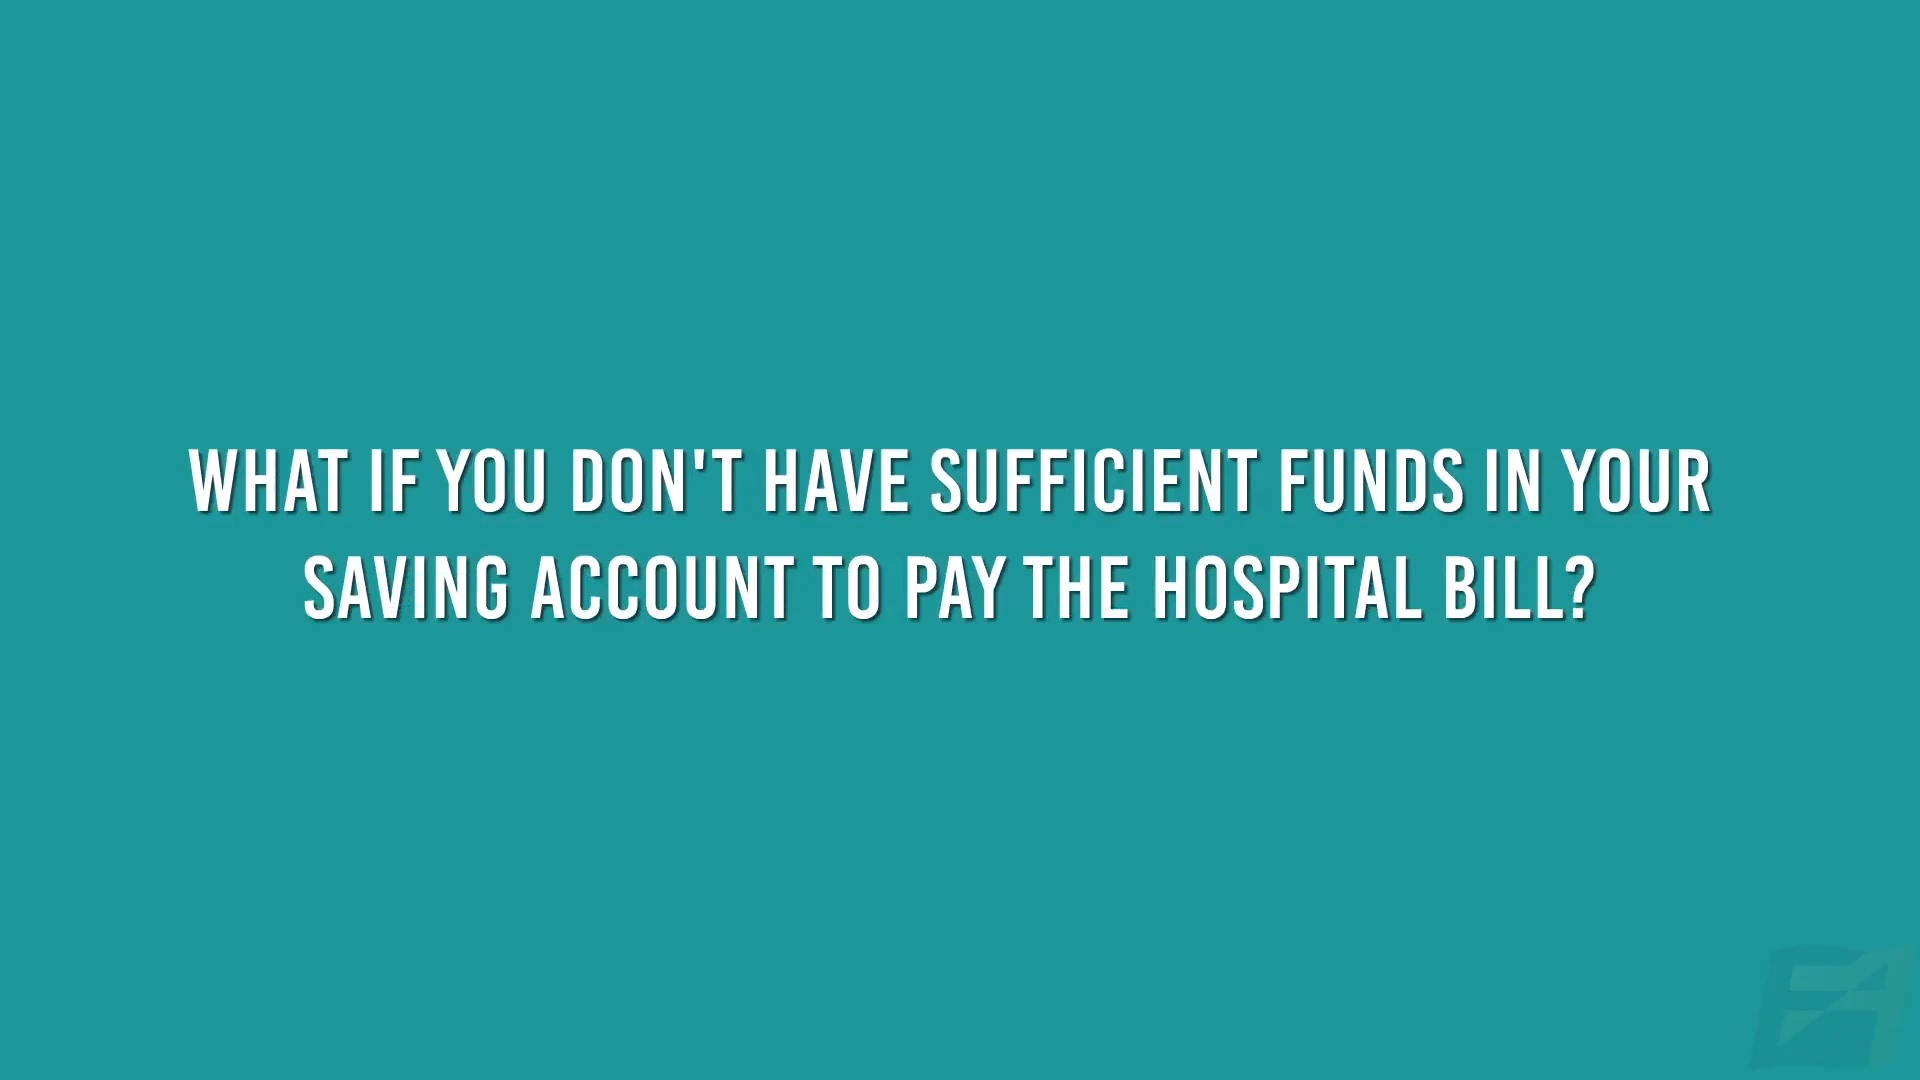 WHAT IF YOU DON'T HAVE SUFFICIENT FUNDS IN YOUR
SAVING ACCOUNT TO PAY THE HOSPITAL BILL?